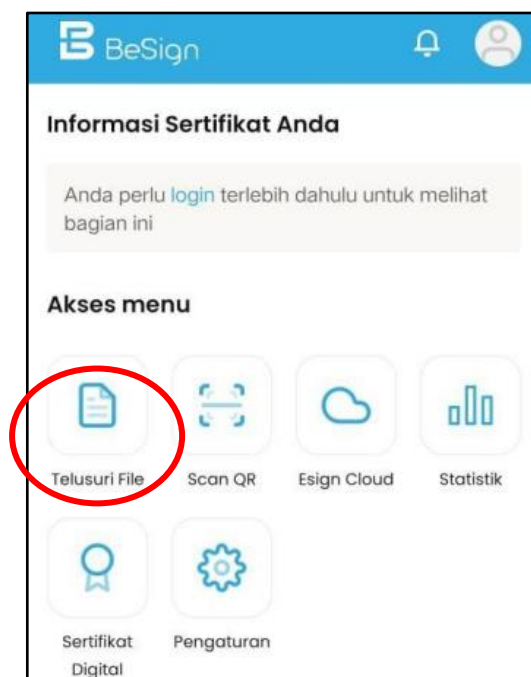 BeSign
Informasi Sertifikat Anda
Anda perlu login terlebih dahulu untuk melihat
bagian ini
Akses menu
Telusuri File
Scan QR
Esign Cloud
Statistik
Sertifikat
Digital
Pengaturan